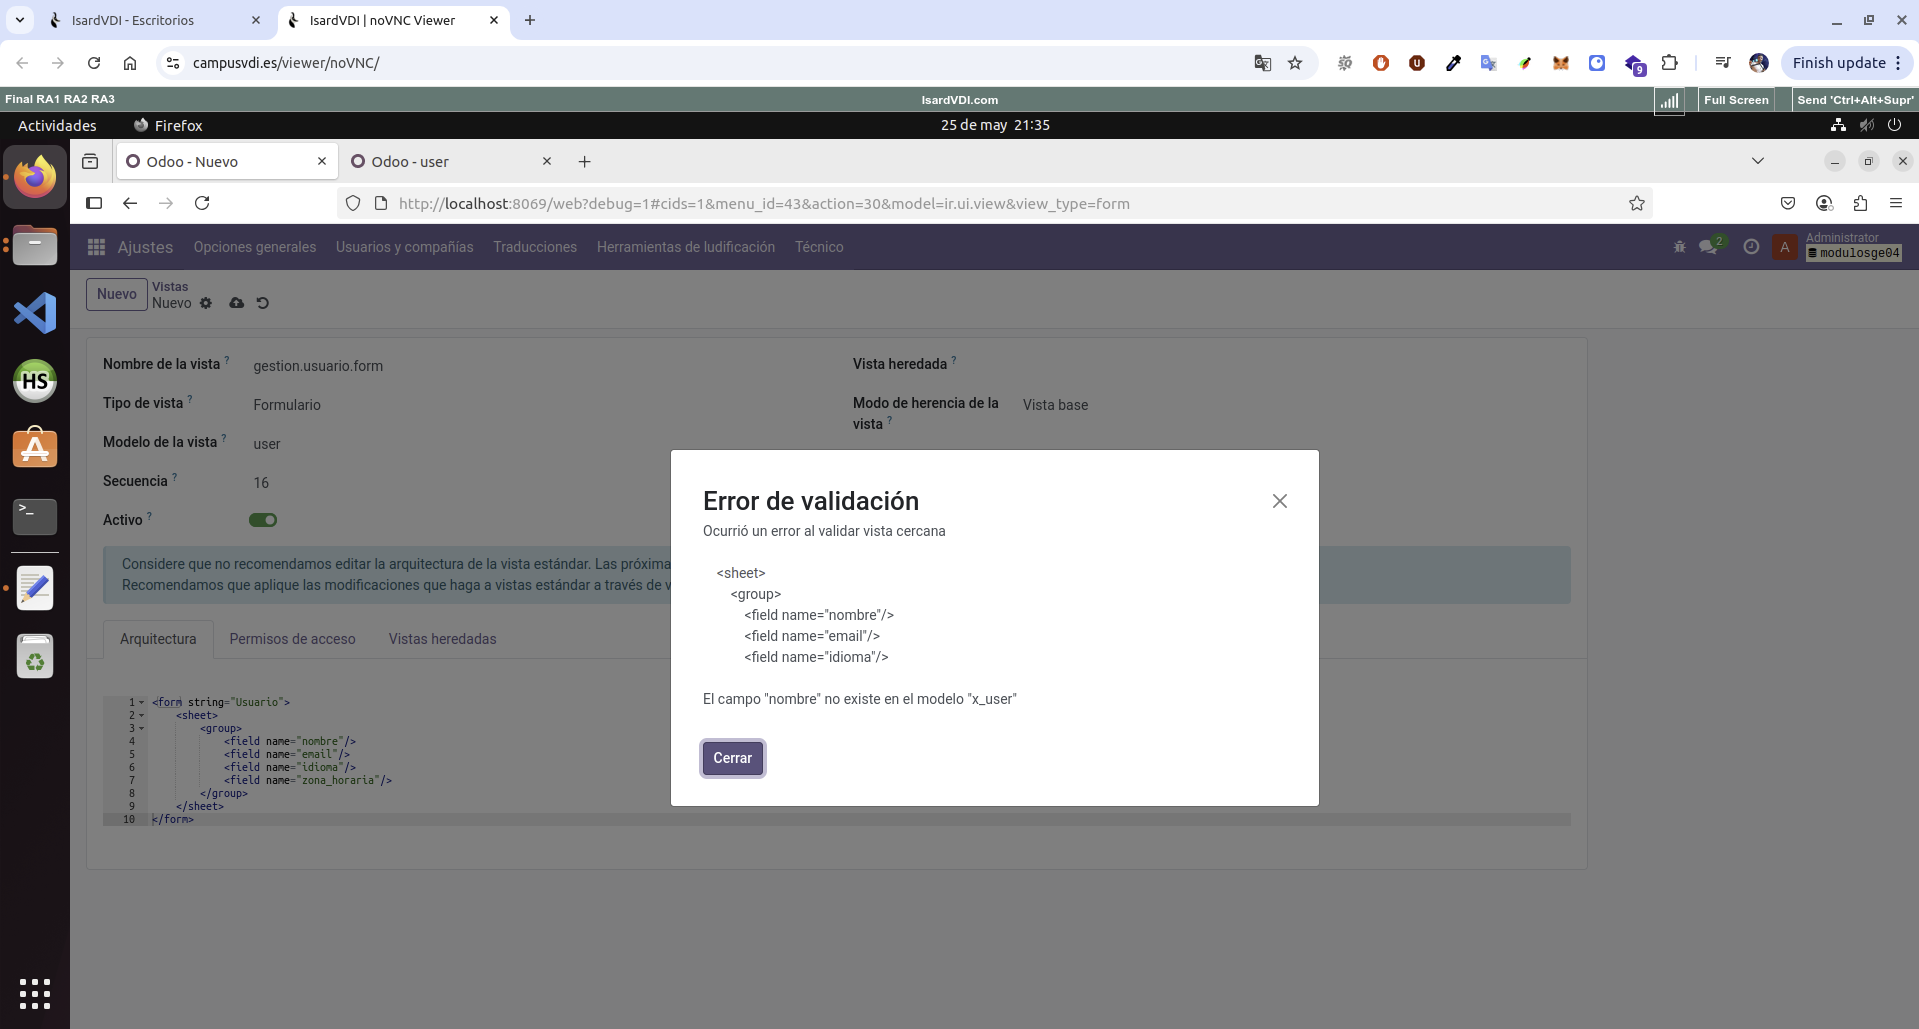 IsardVDI - Escritorios
IsardVDI | noVNC Viewer
campusvdi.es/viewer/noVNC/
9
Finish update
Final RA1 RA2 RA3
IsardVDI.com
Full Screen
Send 'Ctrl+Alt+Supr'
Actividades
Firefox
25 de may 21:35
Odoo - Nuevo
Odoo - user
http://localhost:8069/web?debug=1#cids=1&menu_id=43&action=30&model=ir.ui.view&view_type=form
Ajustes
Opciones generales
Usuarios y compañías
Traducciones
Herramientas de ludificación
Técnico
2
A
Administrator
modulosge04
Nuevo
Vistas
Nuevo
Nombre de la vista ?
gestion.usuario.form
Vista heredada ?
Tipo de vista ?
Formulario
Modo de herencia de la
vista ?
Vista base
Modelo de la vista ?
user
Secuencia ?
16
Activo ?
Considere que no recomendamos editar la arquitectura de la vista estándar. Las próxima
Recomendamos que aplique las modificaciones que haga a vistas estándar a través de v
Arquitectura
Permisos de acceso
Vistas heredadas
1 <form string="Usuario">
2 <sheet>
3 <group>
4 <field name="nombre"/>
5 <field name="email"/>
6 <field name="idioma"/>
7 <field name="zona_horaria"/>
8 </group>
9 </sheet>
10 </form>
Error de validación
Ocurrió un error al validar vista cercana
<sheet>
<group>
<field name="nombre"/>
<field name="email"/>
<field name="idioma"/>
El campo "nombre" no existe en el modelo "x_user"
Cerrar
HS
A
>_